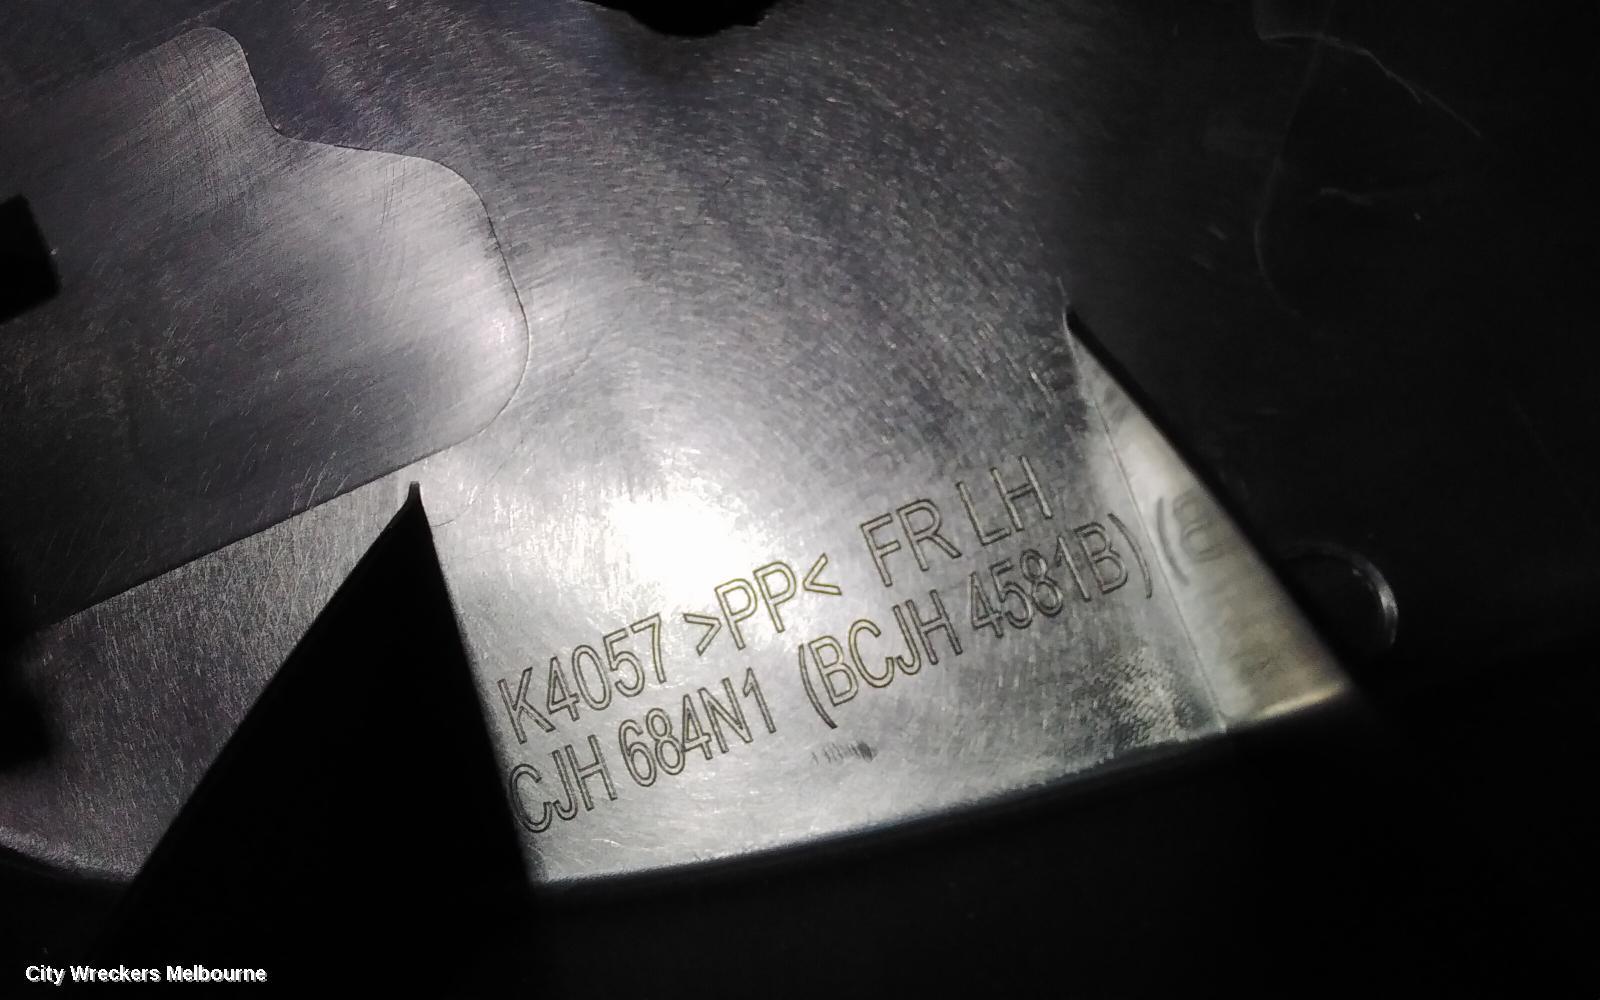 K4057 >PP< FR LH
CJH 684N1 (BCJH 4581B)
City Wreckers Melbourne